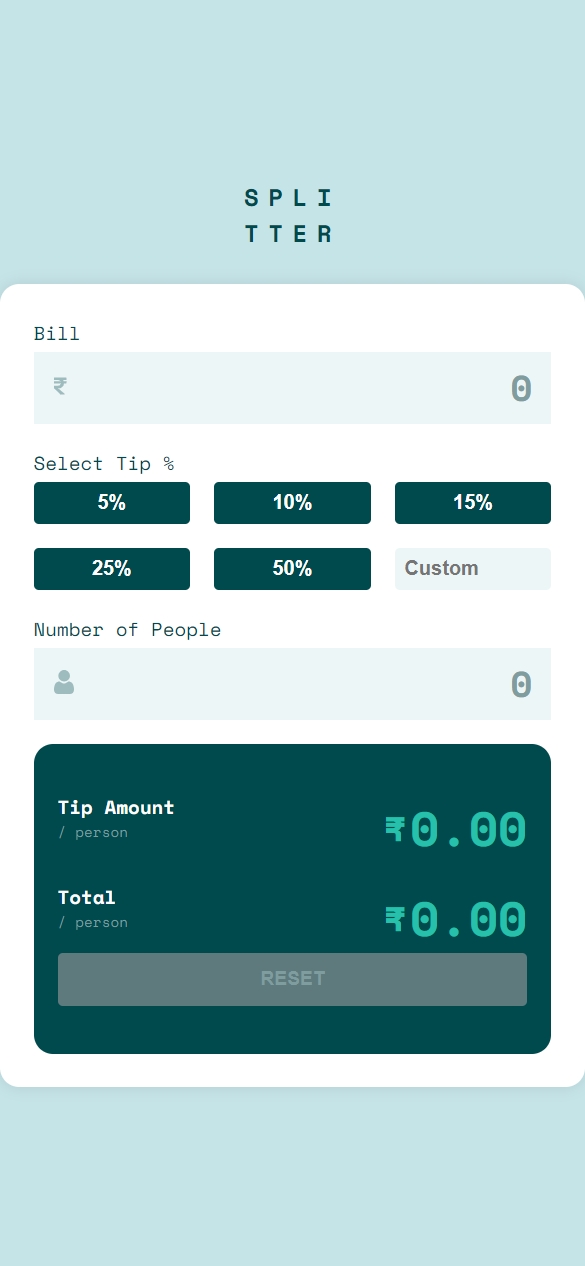 SPLI
TTER
Bill
₹ 0
Select Tip %
5% 10% 15%
25% 50% Custom
Number of People
0
Tip Amount
/ person
₹0.00
Total
/ person
₹0.00
RESET